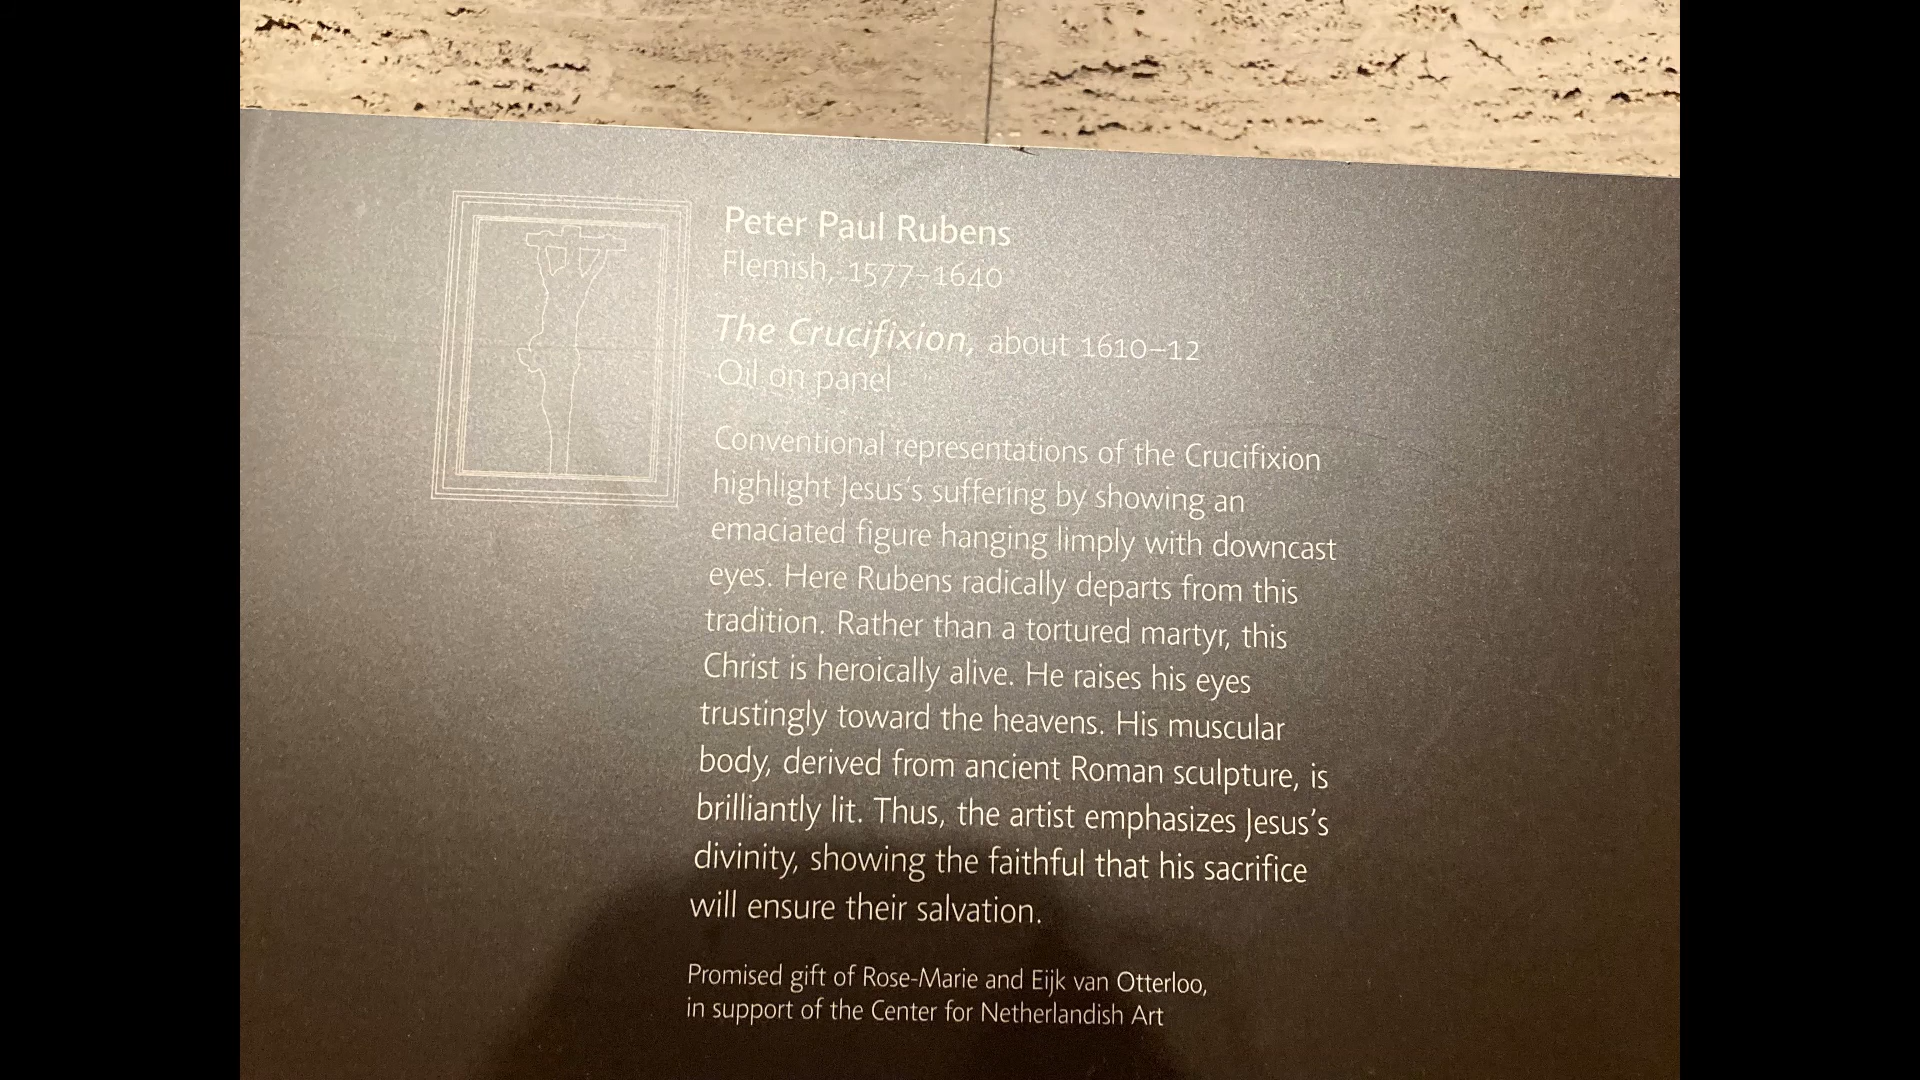 Peter Paul Rubens
Flemish, 1577–1640
The Crucifixion, about 1610–12
Oil on panel
Conventional representations of the Crucifixion
highlight Jesus's suffering by showing an
emaciated figure hanging limply with downcast
eyes. Here Rubens radically departs from this
tradition. Rather than a tortured martyr, this
Christ is heroically alive. He raises his eyes
trustingly toward the heavens. His muscular
body, derived from ancient Roman sculpture, is
brilliantly lit. Thus, the artist emphasizes Jesus's
divinity, showing the faithful that his sacrifice
will ensure their salvation.
Promised gift of Rose-Marie and Eijk van Otterloo,
in support of the Center for Netherlandish Art